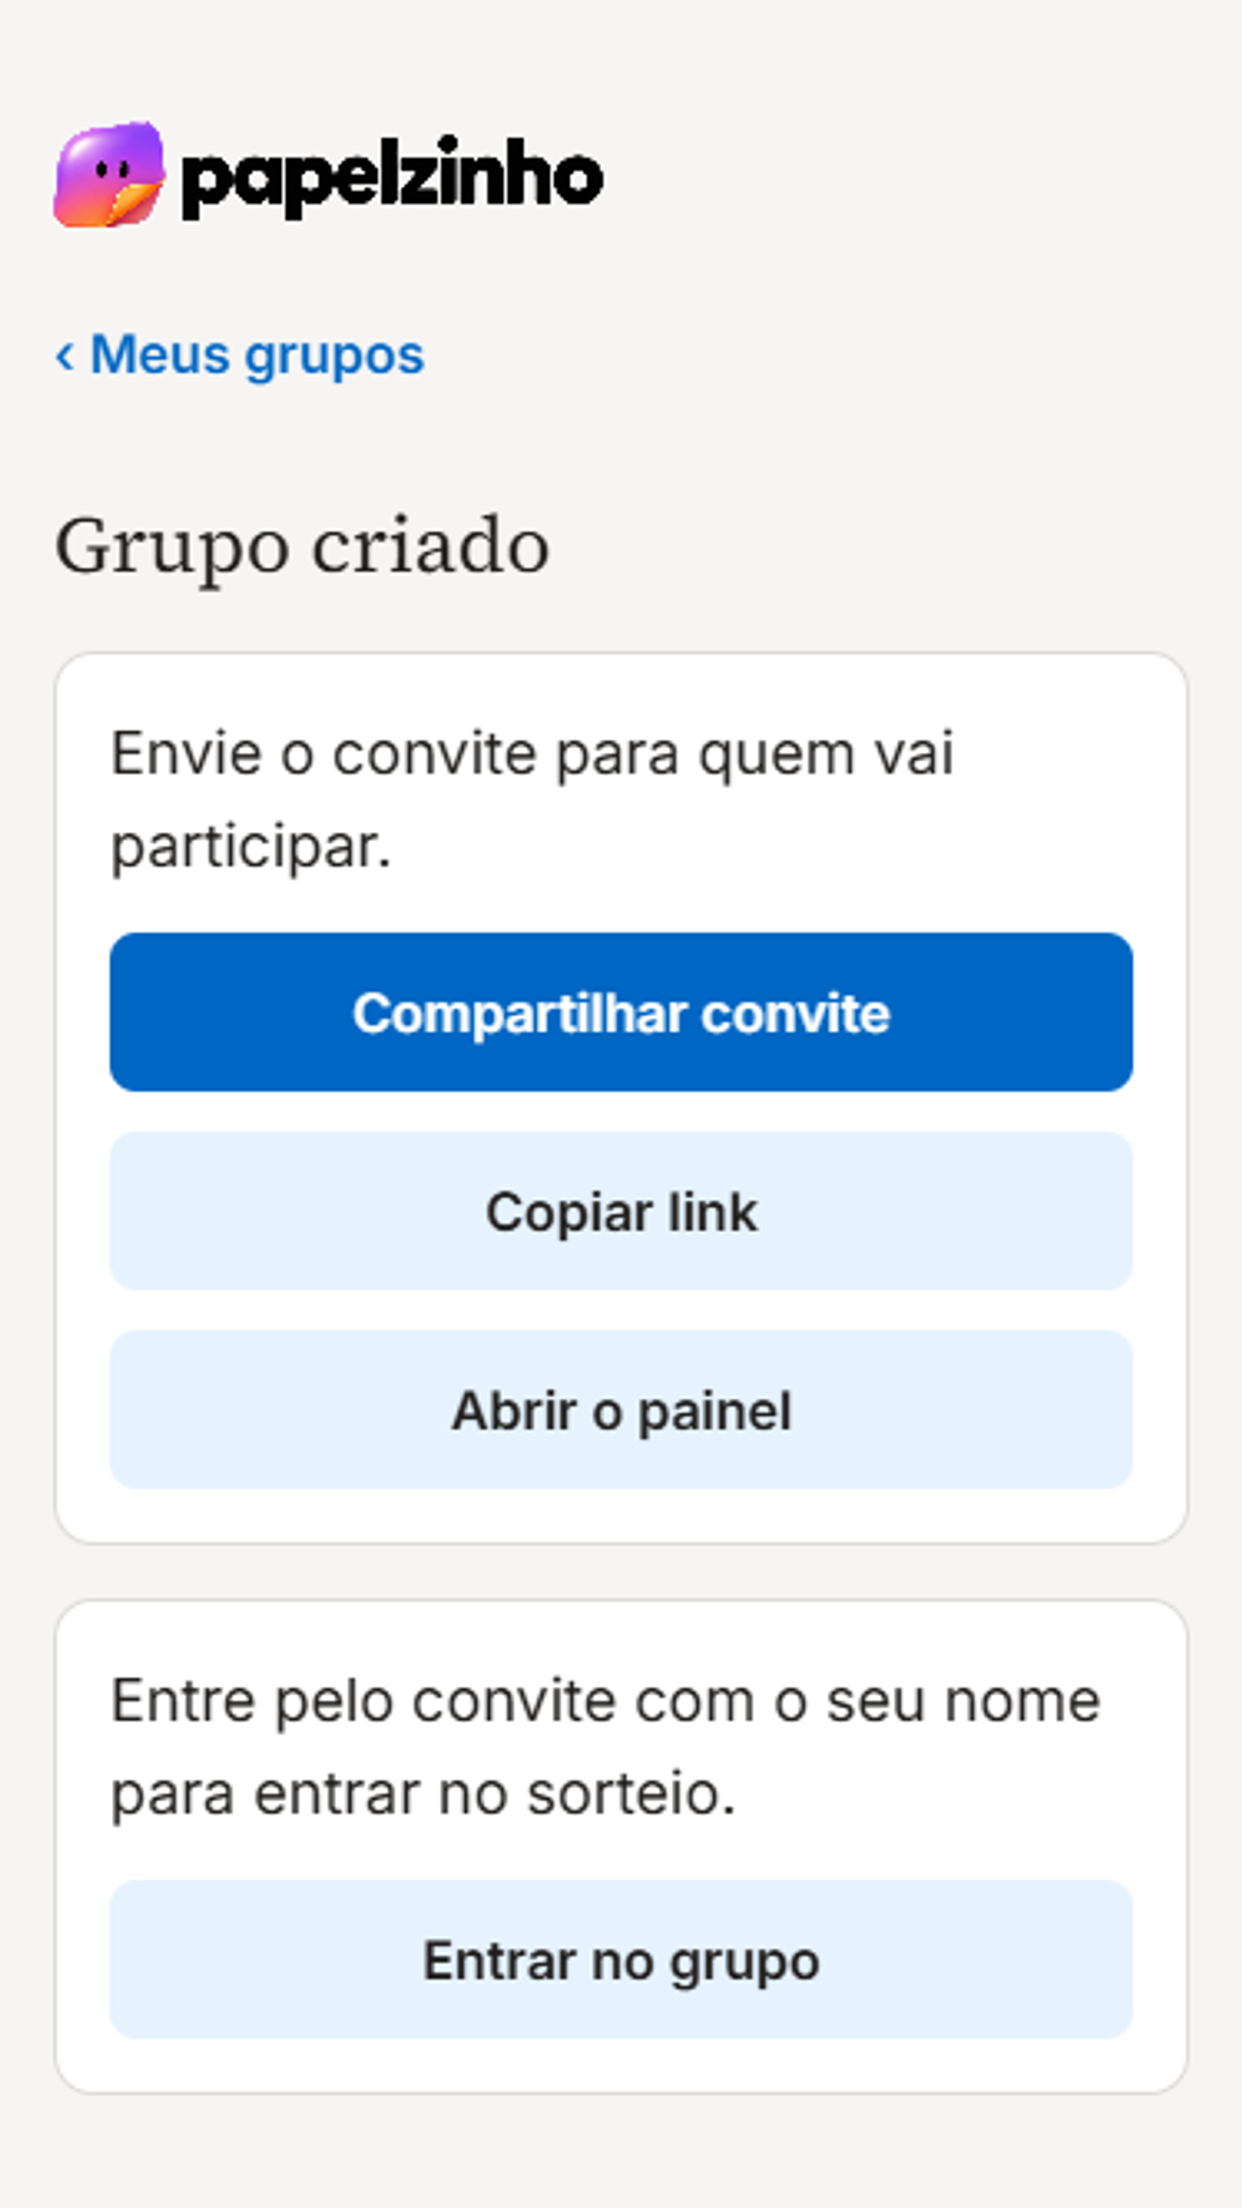 papelzinho
‹ Meus grupos
Grupo criado
Envie o convite para quem vai
participar.
Compartilhar convite
Copiar link
Abrir o painel
Entre pelo convite com o seu nome
para entrar no sorteio.
Entrar no grupo